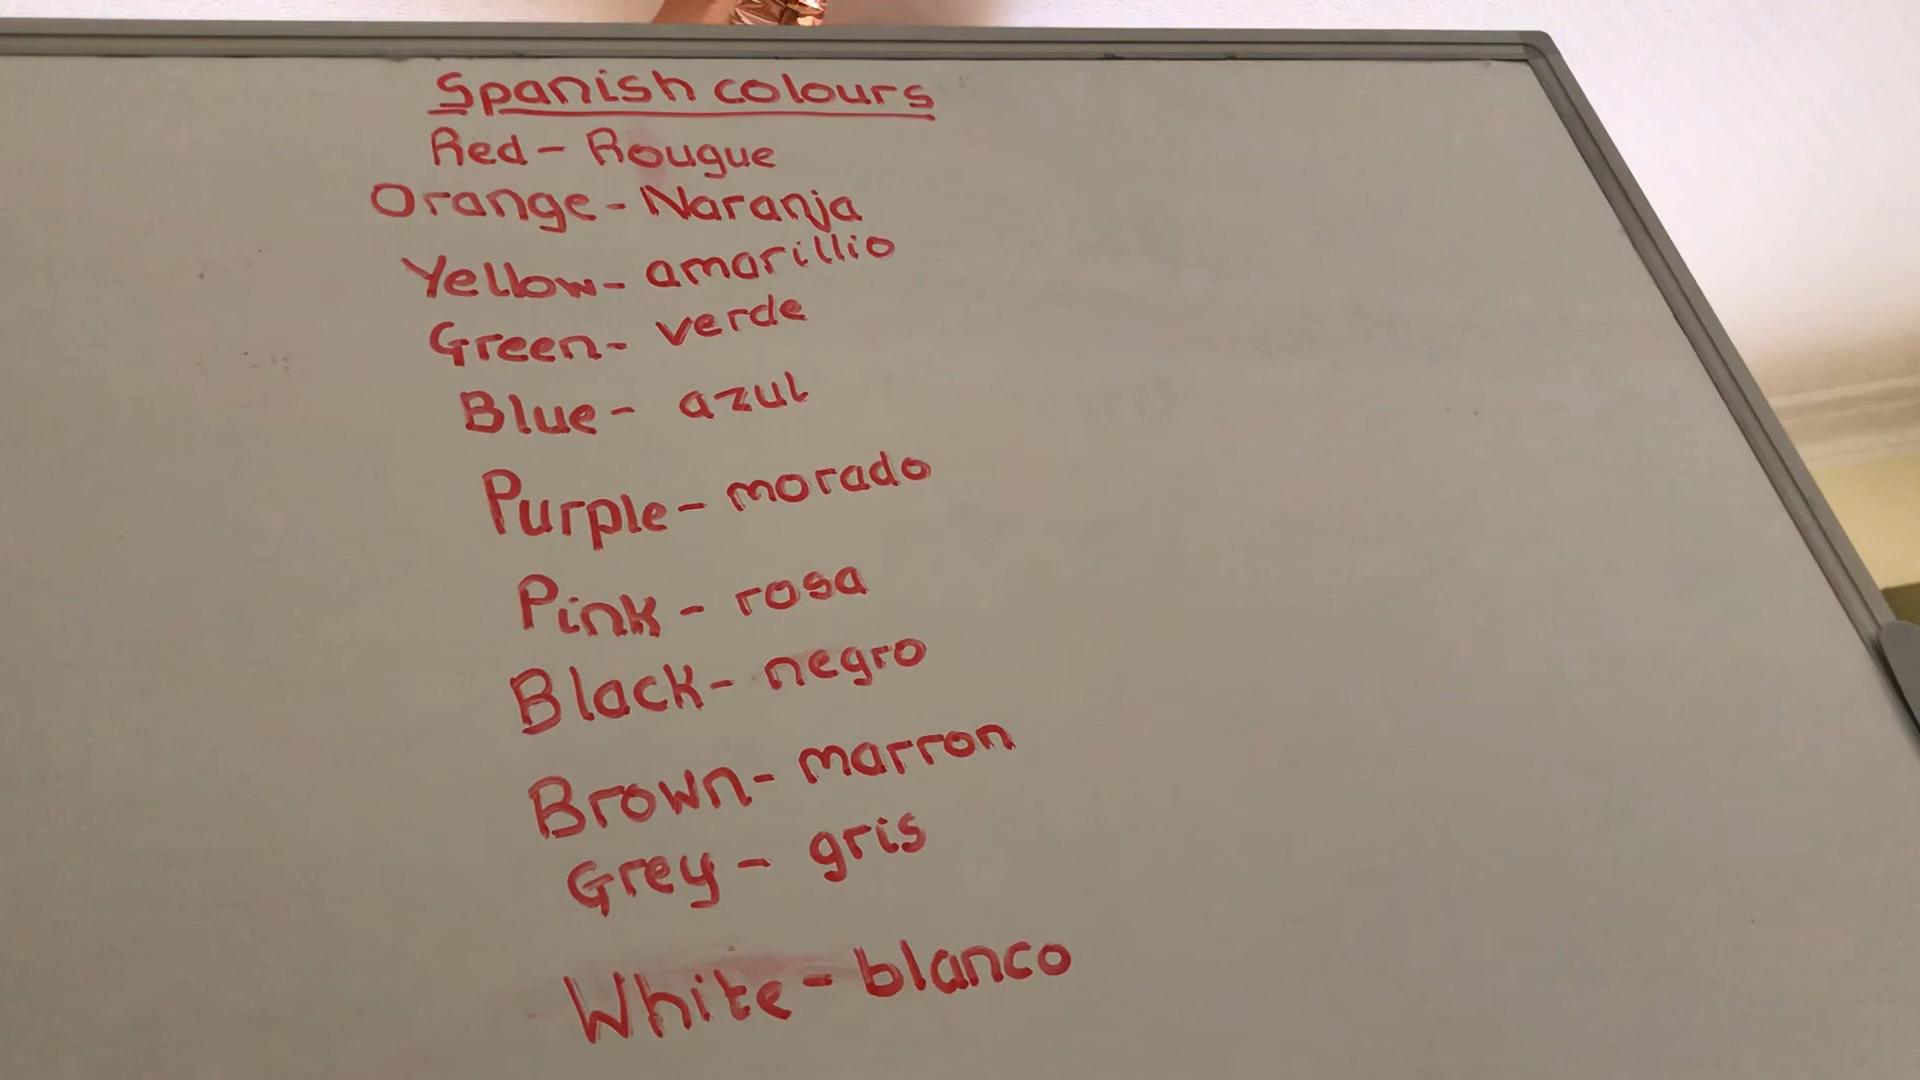 Spanish colours
Red - Rougue
Orange - Naranja
Yellow - amarillio
Green - verde
Blue - azul
Purple - morado
Pink - rosa
Black - negro
Brown - marron
Grey - gris
White - blanco